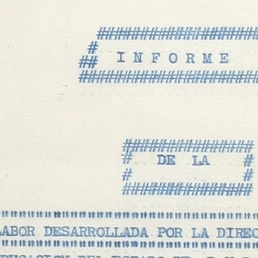 INFORME
DE LA
LABOR DESARROLLADA POR LA DIREC